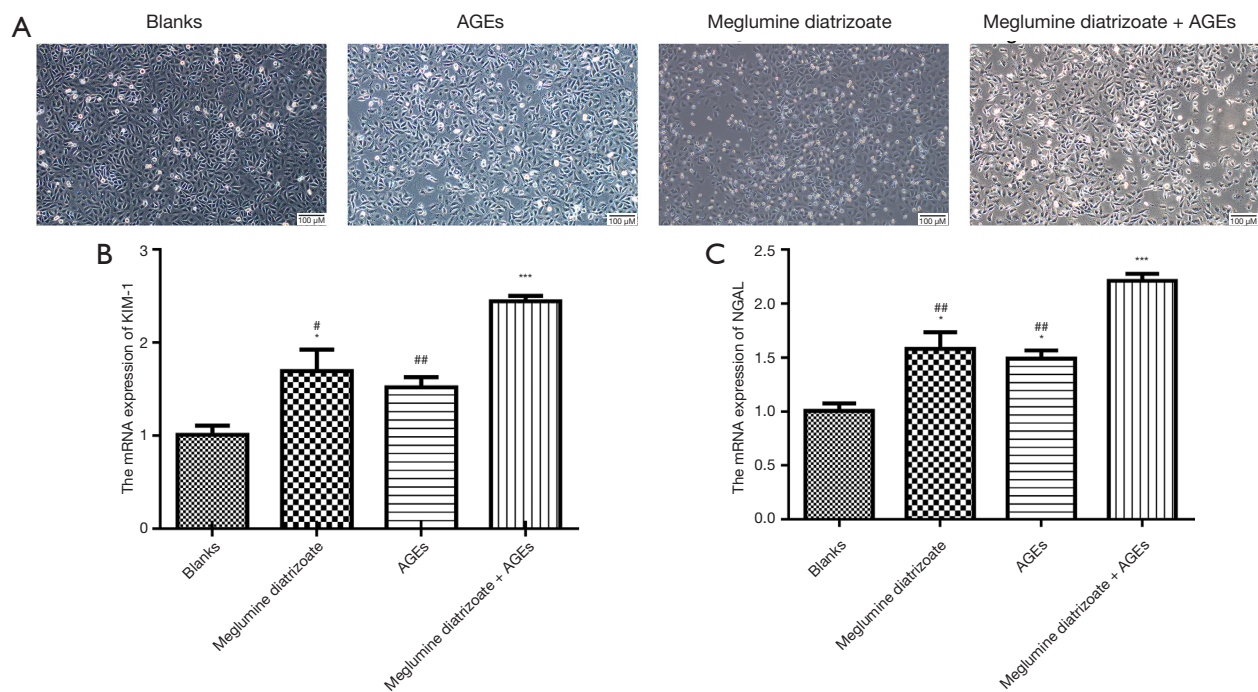 A
Blanks
AGEs
Meglumine diatrizoate
Meglumine diatrizoate + AGEs
100 μM
100 μM
100 μM
100 μM
B
The mRNA expression of KIM-1
3
2
1
0
#
*
##
***
Blanks
Meglumine diatrizoate
AGEs
Meglumine diatrizoate + AGEs
C
The mRNA expression of NGAL
2.5
2.0
1.5
1.0
0.5
0.0
##
*
##
*
***
Blanks
Meglumine diatrizoate
AGEs
Meglumine diatrizoate + AGEs